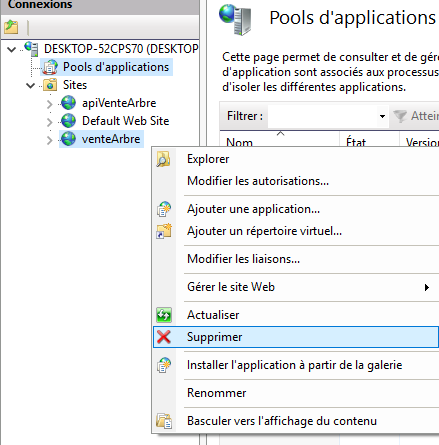 Connexions
Pools d'applications
DESKTOP-52CPS70 (DESKTOP
Pools d'applications
Sites
apiVenteArbre
Default Web Site
venteArbre
Cette page permet de consulter et de gére
d'application sont associés aux processus
d'isoler les différentes applications.
Filtrer :
Attei
Nom
État
Version
Explorer
Modifier les autorisations...
Ajouter une application...
Ajouter un répertoire virtuel...
Modifier les liaisons...
Gérer le site Web
Actualiser
Supprimer
Installer l'application à partir de la galerie
Renommer
Basculer vers l'affichage du contenu